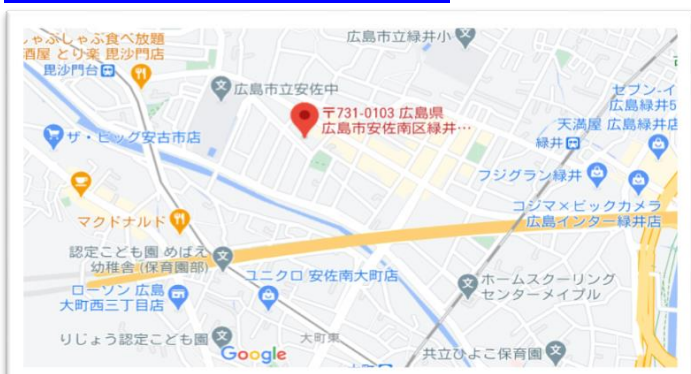 ゃぶしゃぶ食べ放題
酒屋 とり楽 毘沙門店
毘沙門台
広島市立緑井小
広島市立安佐中
〒731-0103 広島県
広島市安佐南区緑井…
セブン-イ
広島緑井5
天満屋 広島緑井店
緑井
ザ・ビッグ安古市店
フジグラン緑井
コジマ×ビックカメラ
広島インター緑井店
マクドナルド
認定こども園 めばえ
幼稚舎 (保育園部)
ユニクロ 安佐南大町店
ホームスクーリング
センターメイプル
ローソン 広島
大町西三丁目店
りじょう認定こども園
大町東
Google
共立ひよこ保育園